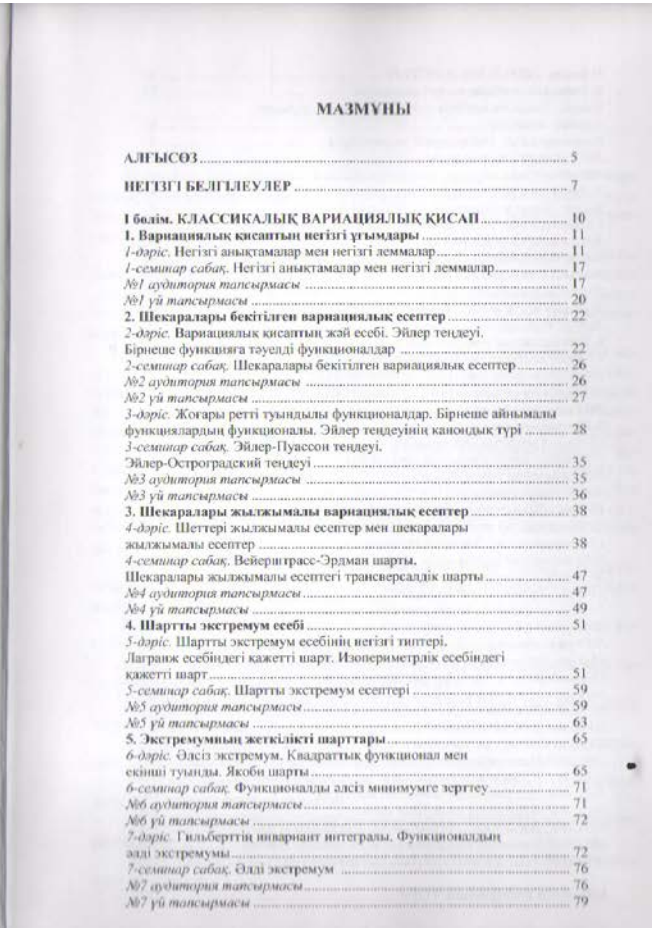 МАЗМҰНЫ
АЛҒЫСӨЗ ..... 5
НЕГІЗГІ БЕЛГІЛЕУЛЕР ..... 7
I бөлім. КЛАССИКАЛЫҚ ВАРИАЦИЯЛЫҚ ҚИСАП ..... 10
1. Вариациялық қисаптың негізгі ұғымдары ..... 11
1-дәріс. Негізгі анықтамалар мен негізгі леммалар ..... 11
1-семинар сабақ. Негізгі анықтамалар мен негізгі леммалар ..... 17
№1 аудитория тапсырмасы ..... 17
№1 үй тапсырмасы ..... 20
2. Шекаралары бекітілген вариациялық есептер ..... 22
2-дәріс. Вариациялық қисаптың жәй есебі. Эйлер теңдеуі.
Бірнеше функцияға тәуелді функционалдар ..... 22
2-семинар сабақ. Шекаралары бекітілген вариациялық есептер ..... 26
№2 аудитория тапсырмасы ..... 26
№2 үй тапсырмасы ..... 27
3-дәріс. Жоғары ретті туындылы функционалдар. Бірнеше айнымалы
функциялардың функционалы. Эйлер теңдеуінің канондық түрі ..... 28
3-семинар сабақ. Эйлер-Пуассон теңдеуі.
Эйлер-Остроградский теңдеуі ..... 35
№3 аудитория тапсырмасы ..... 35
№3 үй тапсырмасы ..... 36
3. Шекаралары жылжымалы вариациялық есептер ..... 38
4-дәріс. Шеттері жылжымалы есептер мен шекаралары
жылжымалы есептер ..... 38
4-семинар сабақ. Вейерштрасс-Эрдман шарты.
Шекаралары жылжымалы есептегі трансверсалдік шарты ..... 47
№4 аудитория тапсырмасы ..... 47
№4 үй тапсырмасы ..... 49
4. Шартты экстремум есебі ..... 51
5-дәріс. Шартты экстремум есебінің негізгі типтері.
Лагранж есебіндегі қажетті шарт. Изопериметрлік есебіндегі
қажетті шарт ..... 51
5-семинар сабақ. Шартты экстремум есептері ..... 59
№5 аудитория тапсырмасы ..... 59
№5 үй тапсырмасы ..... 63
5. Экстремумның жеткілікті шарттары ..... 65
6-дәріс. Әлсіз экстремум. Квадраттық функционал мен
екінші туынды. Якоби шарты ..... 65
6-семинар сабақ. Функционалды әлсіз минимумге зерттеу ..... 71
№6 аудитория тапсырмасы ..... 71
№6 үй тапсырмасы ..... 72
7-дәріс. Гильберттің инвариант интегралы. Функционалдың
әлді экстремумы ..... 72
7-семинар сабақ. Әлді экстремум ..... 76
№7 аудитория тапсырмасы ..... 76
№7 үй тапсырмасы ..... 79